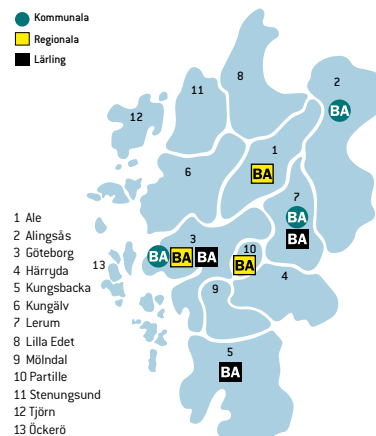 Kommunala
Regionala
Lärling
8
2
11
12
BA
1
6
BA
7
BA
3
BA
10
BA BA BA
BA
13
4
9
5
BA
1 Ale
2 Alingsås
3 Göteborg
4 Härryda
5 Kungsbacka
6 Kungälv
7 Lerum
8 Lilla Edet
9 Mölndal
10 Partille
11 Stenungsund
12 Tjörn
13 Öckerö